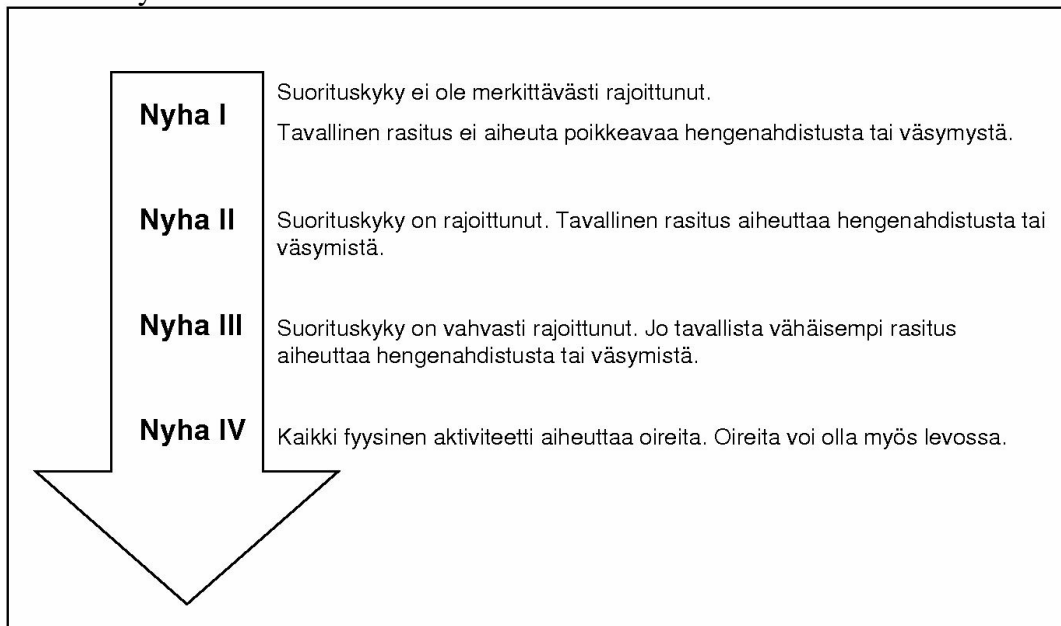 Nyha I
Suorituskyky ei ole merkittävästi rajoittunut.
Tavallinen rasitus ei aiheuta poikkeavaa hengenahdistusta tai väsymystä.
Nyha II
Suorituskyky on rajoittunut. Tavallinen rasitus aiheuttaa hengenahdistusta tai
väsymistä.
Nyha III
Suorituskyky on vahvasti rajoittunut. Jo tavallista vähäisempi rasitus
aiheuttaa hengenahdistusta tai väsymistä.
Nyha IV
Kaikki fyysinen aktiviteetti aiheuttaa oireita. Oireita voi olla myös levossa.